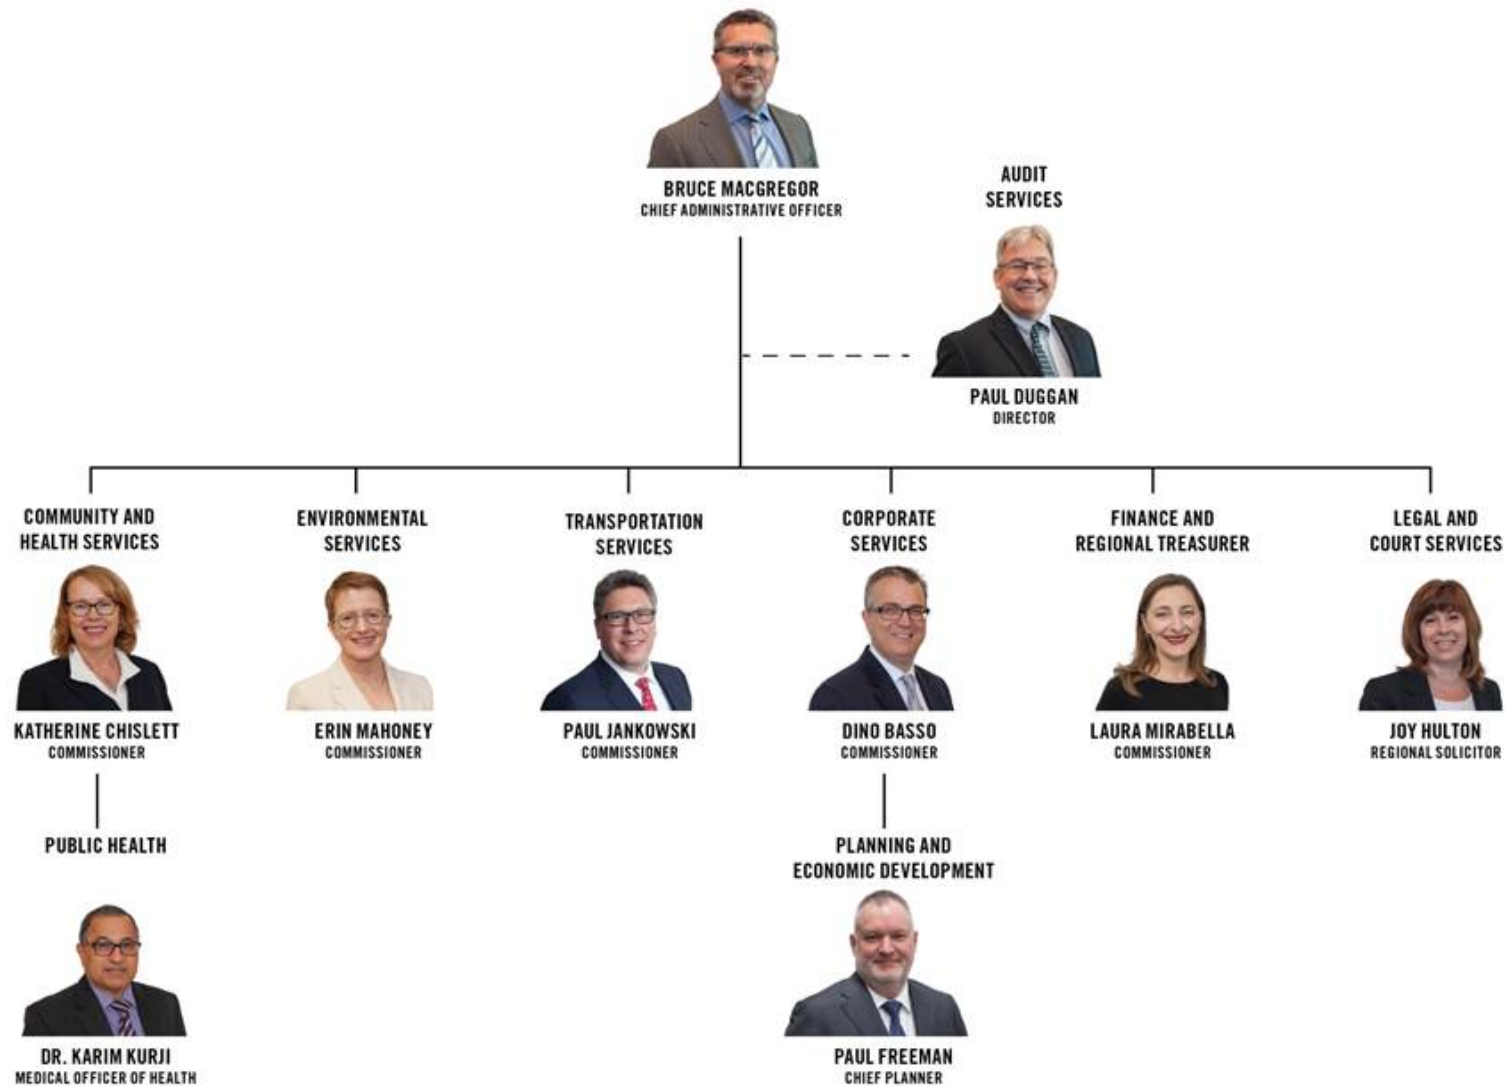 BRUCE MACGREGOR
CHIEF ADMINISTRATIVE OFFICER
AUDIT
SERVICES
PAUL DUGGAN
DIRECTOR
COMMUNITY AND
HEALTH SERVICES
KATHERINE CHISLETT
COMMISSIONER
ENVIRONMENTAL
SERVICES
ERIN MAHONEY
COMMISSIONER
TRANSPORTATION
SERVICES
PAUL JANKOWSKI
COMMISSIONER
CORPORATE
SERVICES
DINO BASSO
COMMISSIONER
FINANCE AND
REGIONAL TREASURER
LAURA MIRABELLA
COMMISSIONER
LEGAL AND
COURT SERVICES
JOY HULTON
REGIONAL SOLICITOR
PUBLIC HEALTH
DR. KARIM KURJI
MEDICAL OFFICER OF HEALTH
PLANNING AND
ECONOMIC DEVELOPMENT
PAUL FREEMAN
CHIEF PLANNER